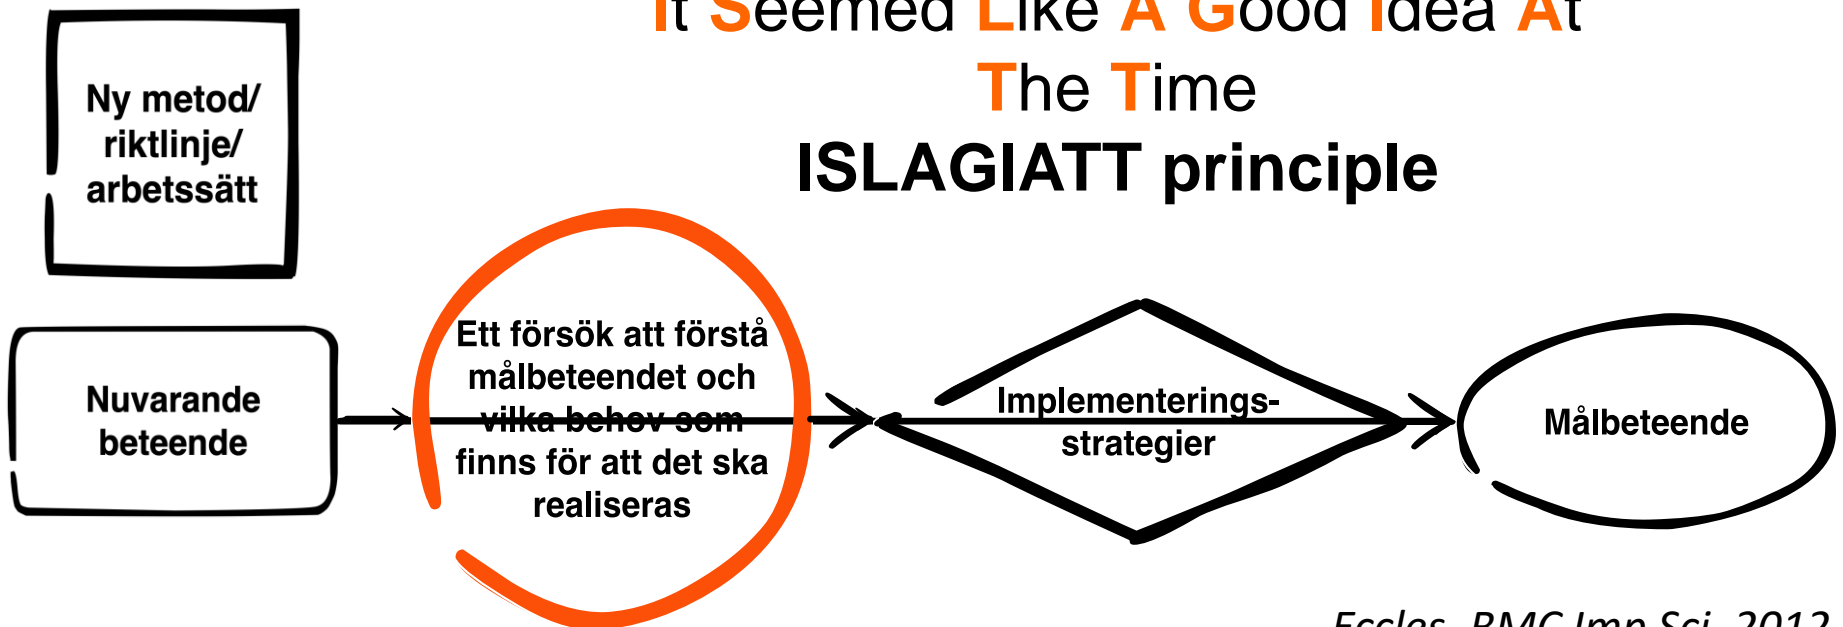 It Seemed Like A Good Idea At
The Time
ISLAGIATT principle
Ny metod/
riktlinje/
arbetssätt
Nuvarande
beteende
Ett försök att förstå
målbeteendet och
vilka behov som
finns för att det ska
realiseras
Implementerings-
strategier
Målbeteende
Eccles, BMC Imp Sci, 2012